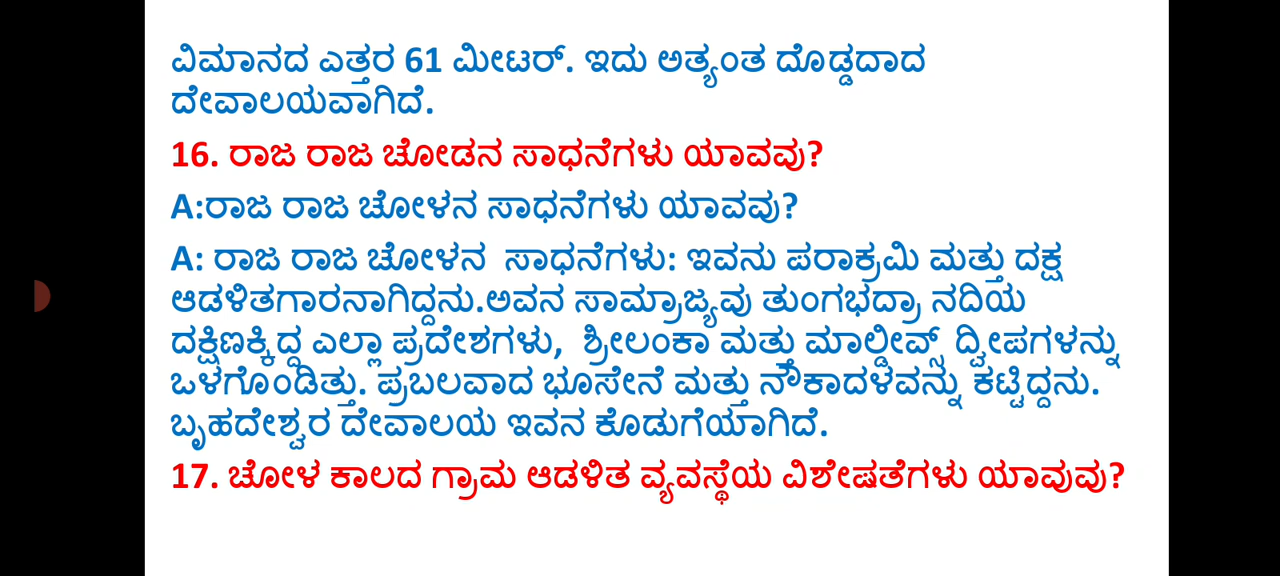 ವಿಮಾನದ ಎತ್ತರ 61 ಮೀಟರ್. ಇದು ಅತ್ಯಂತ ದೊಡ್ಡದಾದ
ದೇವಾಲಯವಾಗಿದೆ.
16. ರಾಜ ರಾಜ ಚೋಡನ ಸಾಧನೆಗಳು ಯಾವವು?
A:ರಾಜ ರಾಜ ಚೋಳನ ಸಾಧನೆಗಳು ಯಾವವು?
A: ರಾಜ ರಾಜ ಚೋಳನ ಸಾಧನೆಗಳು: ಇವನು ಪರಾಕ್ರಮಿ ಮತ್ತು ದಕ್ಷ
ಆಡಳಿತಗಾರನಾಗಿದ್ದನು.ಅವನ ಸಾಮ್ರಾಜ್ಯವು ತುಂಗಭದ್ರಾ ನದಿಯ
ದಕ್ಷಿಣಕ್ಕಿದ್ದ ಎಲ್ಲಾ ಪ್ರದೇಶಗಳು, ಶ್ರೀಲಂಕಾ ಮತ್ತು ಮಾಲ್ಡೀವ್ಸ್ ದ್ವೀಪಗಳನ್ನು
ಒಳಗೊಂಡಿತ್ತು. ಪ್ರಬಲವಾದ ಭೂಸೇನೆ ಮತ್ತು ನೌಕಾದಳವನ್ನು ಕಟ್ಟಿದ್ದನು.
ಬೃಹದೇಶ್ವರ ದೇವಾಲಯ ಇವನ ಕೊಡುಗೆಯಾಗಿದೆ.
17. ಚೋಳ ಕಾಲದ ಗ್ರಾಮ ಆಡಳಿತ ವ್ಯವಸ್ಥೆಯ ವಿಶೇಷತೆಗಳು ಯಾವುವು?